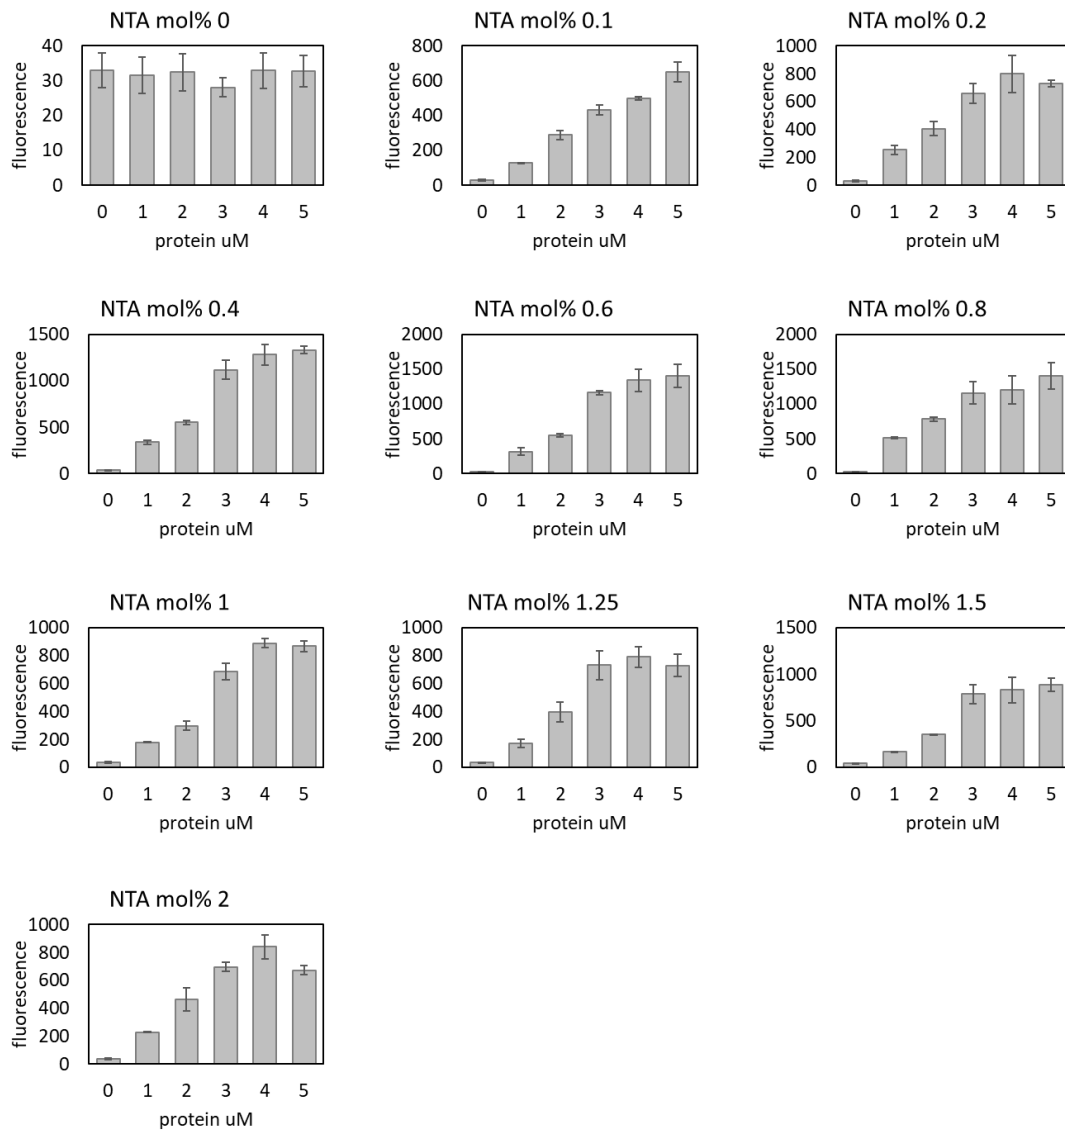 NTA mol% 0
fluorescence
40
30
20
10
0
0 1 2 3 4 5
protein uM
NTA mol% 0.1
fluorescence
800
600
400
200
0
0 1 2 3 4 5
protein uM
NTA mol% 0.2
fluorescence
1000
800
600
400
200
0
0 1 2 3 4 5
protein uM
NTA mol% 0.4
fluorescence
1500
1000
500
0
0 1 2 3 4 5
protein uM
NTA mol% 0.6
fluorescence
2000
1500
1000
500
0
0 1 2 3 4 5
protein uM
NTA mol% 0.8
fluorescence
2000
1500
1000
500
0
0 1 2 3 4 5
protein uM
NTA mol% 1
fluorescence
1000
800
600
400
200
0
0 1 2 3 4 5
protein uM
NTA mol% 1.25
fluorescence
1000
800
600
400
200
0
0 1 2 3 4 5
protein uM
NTA mol% 1.5
fluorescence
1500
1000
500
0
0 1 2 3 4 5
protein uM
NTA mol% 2
fluorescence
1000
800
600
400
200
0
0 1 2 3 4 5
protein uM